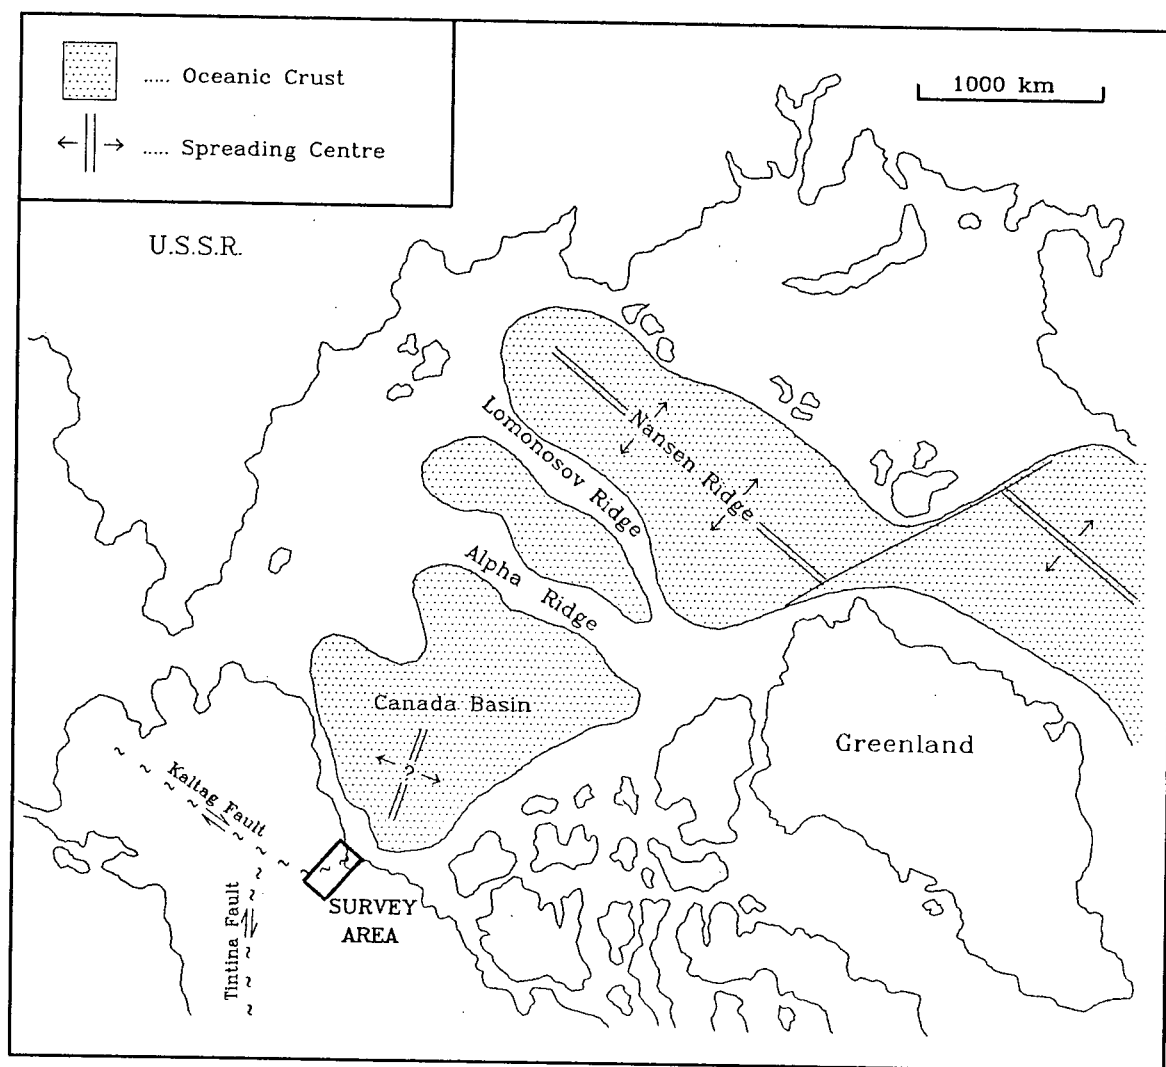 ..... Oceanic Crust
..... Spreading Centre
1000 km
U.S.S.R.
Lomonosov Ridge
Nansen Ridge
Alpha Ridge
Canada Basin
?
Greenland
Kaltag Fault
Tintina Fault
SURVEY
AREA